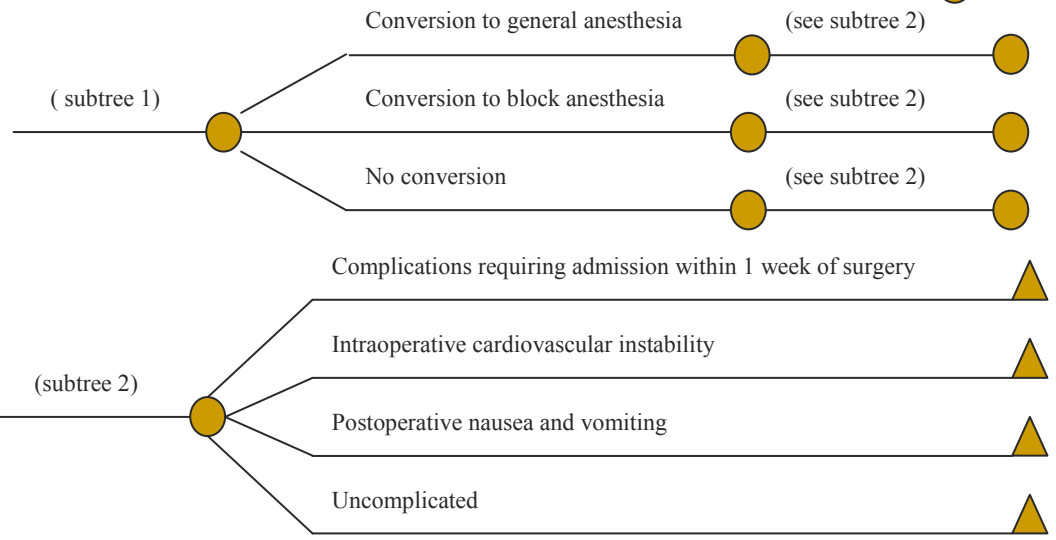 Conversion to general anesthesia (see subtree 2)
( subtree 1) Conversion to block anesthesia (see subtree 2)
No conversion (see subtree 2)
Complications requiring admission within 1 week of surgery
Intraoperative cardiovascular instability
(subtree 2)
Postoperative nausea and vomiting
Uncomplicated